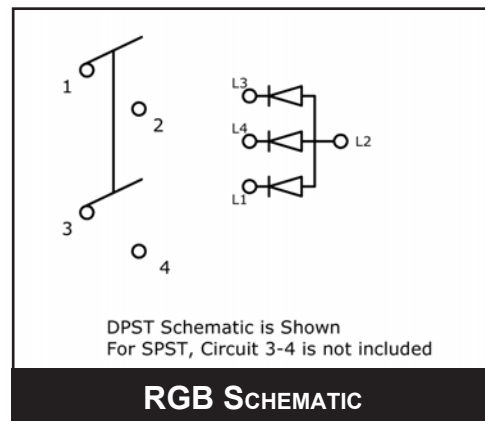 1
2
3
4
L3
L4
L2
L1
DPST Schematic is Shown
For SPST, Circuit 3-4 is not included
RGB SCHEMATIC